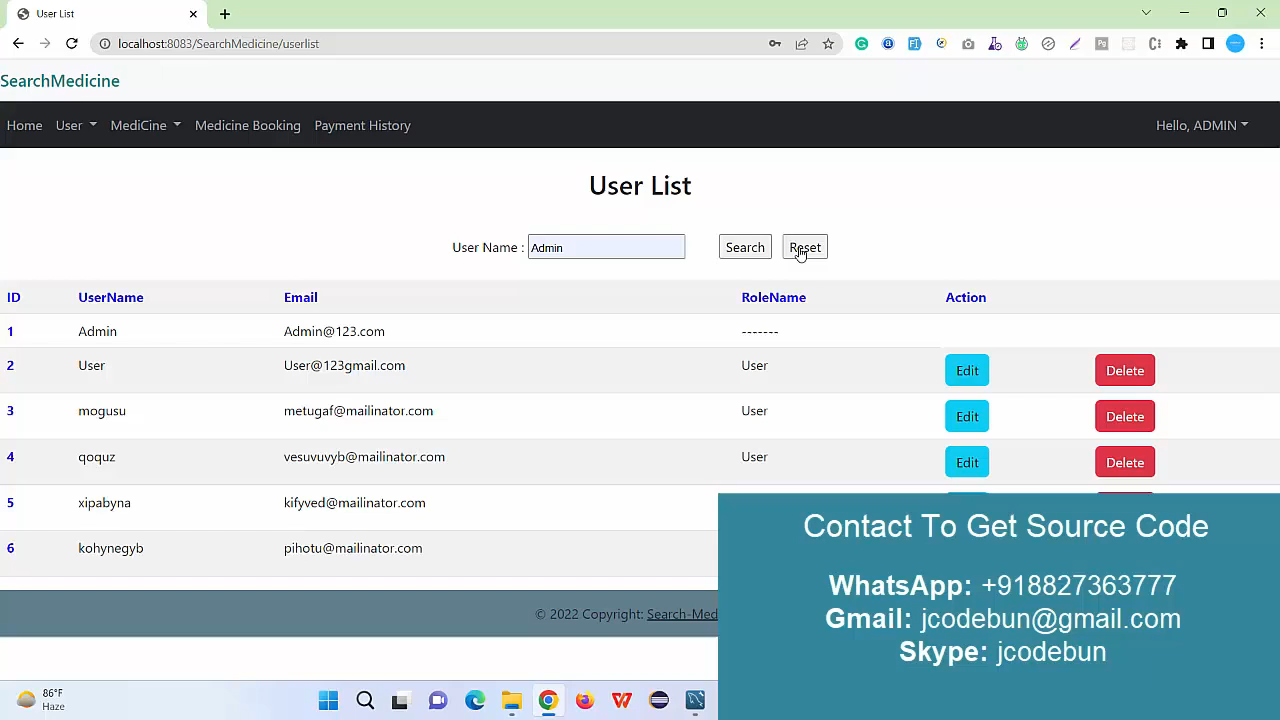 User List
localhost:8083/SearchMedicine/userlist
SearchMedicine
Home User MediCine Medicine Booking Payment History Hello, ADMIN
User List
User Name : Admin Search Reset
ID UserName Email RoleName Action
1 Admin Admin@123.com -------
2 User User@123gmail.com User Edit Delete
3 mogusu metugaf@mailinator.com User Edit Delete
4 qoquz vesuvuvyb@mailinator.com User Edit Delete
5 xipabyna kifyved@mailinator.com
6 kohynegyb pihotu@mailinator.com
© 2022 Copyright: Search-Med
Contact To Get Source Code
WhatsApp: +918827363777
Gmail: jcodebun@gmail.com
Skype: jcodebun
86°F
Haze